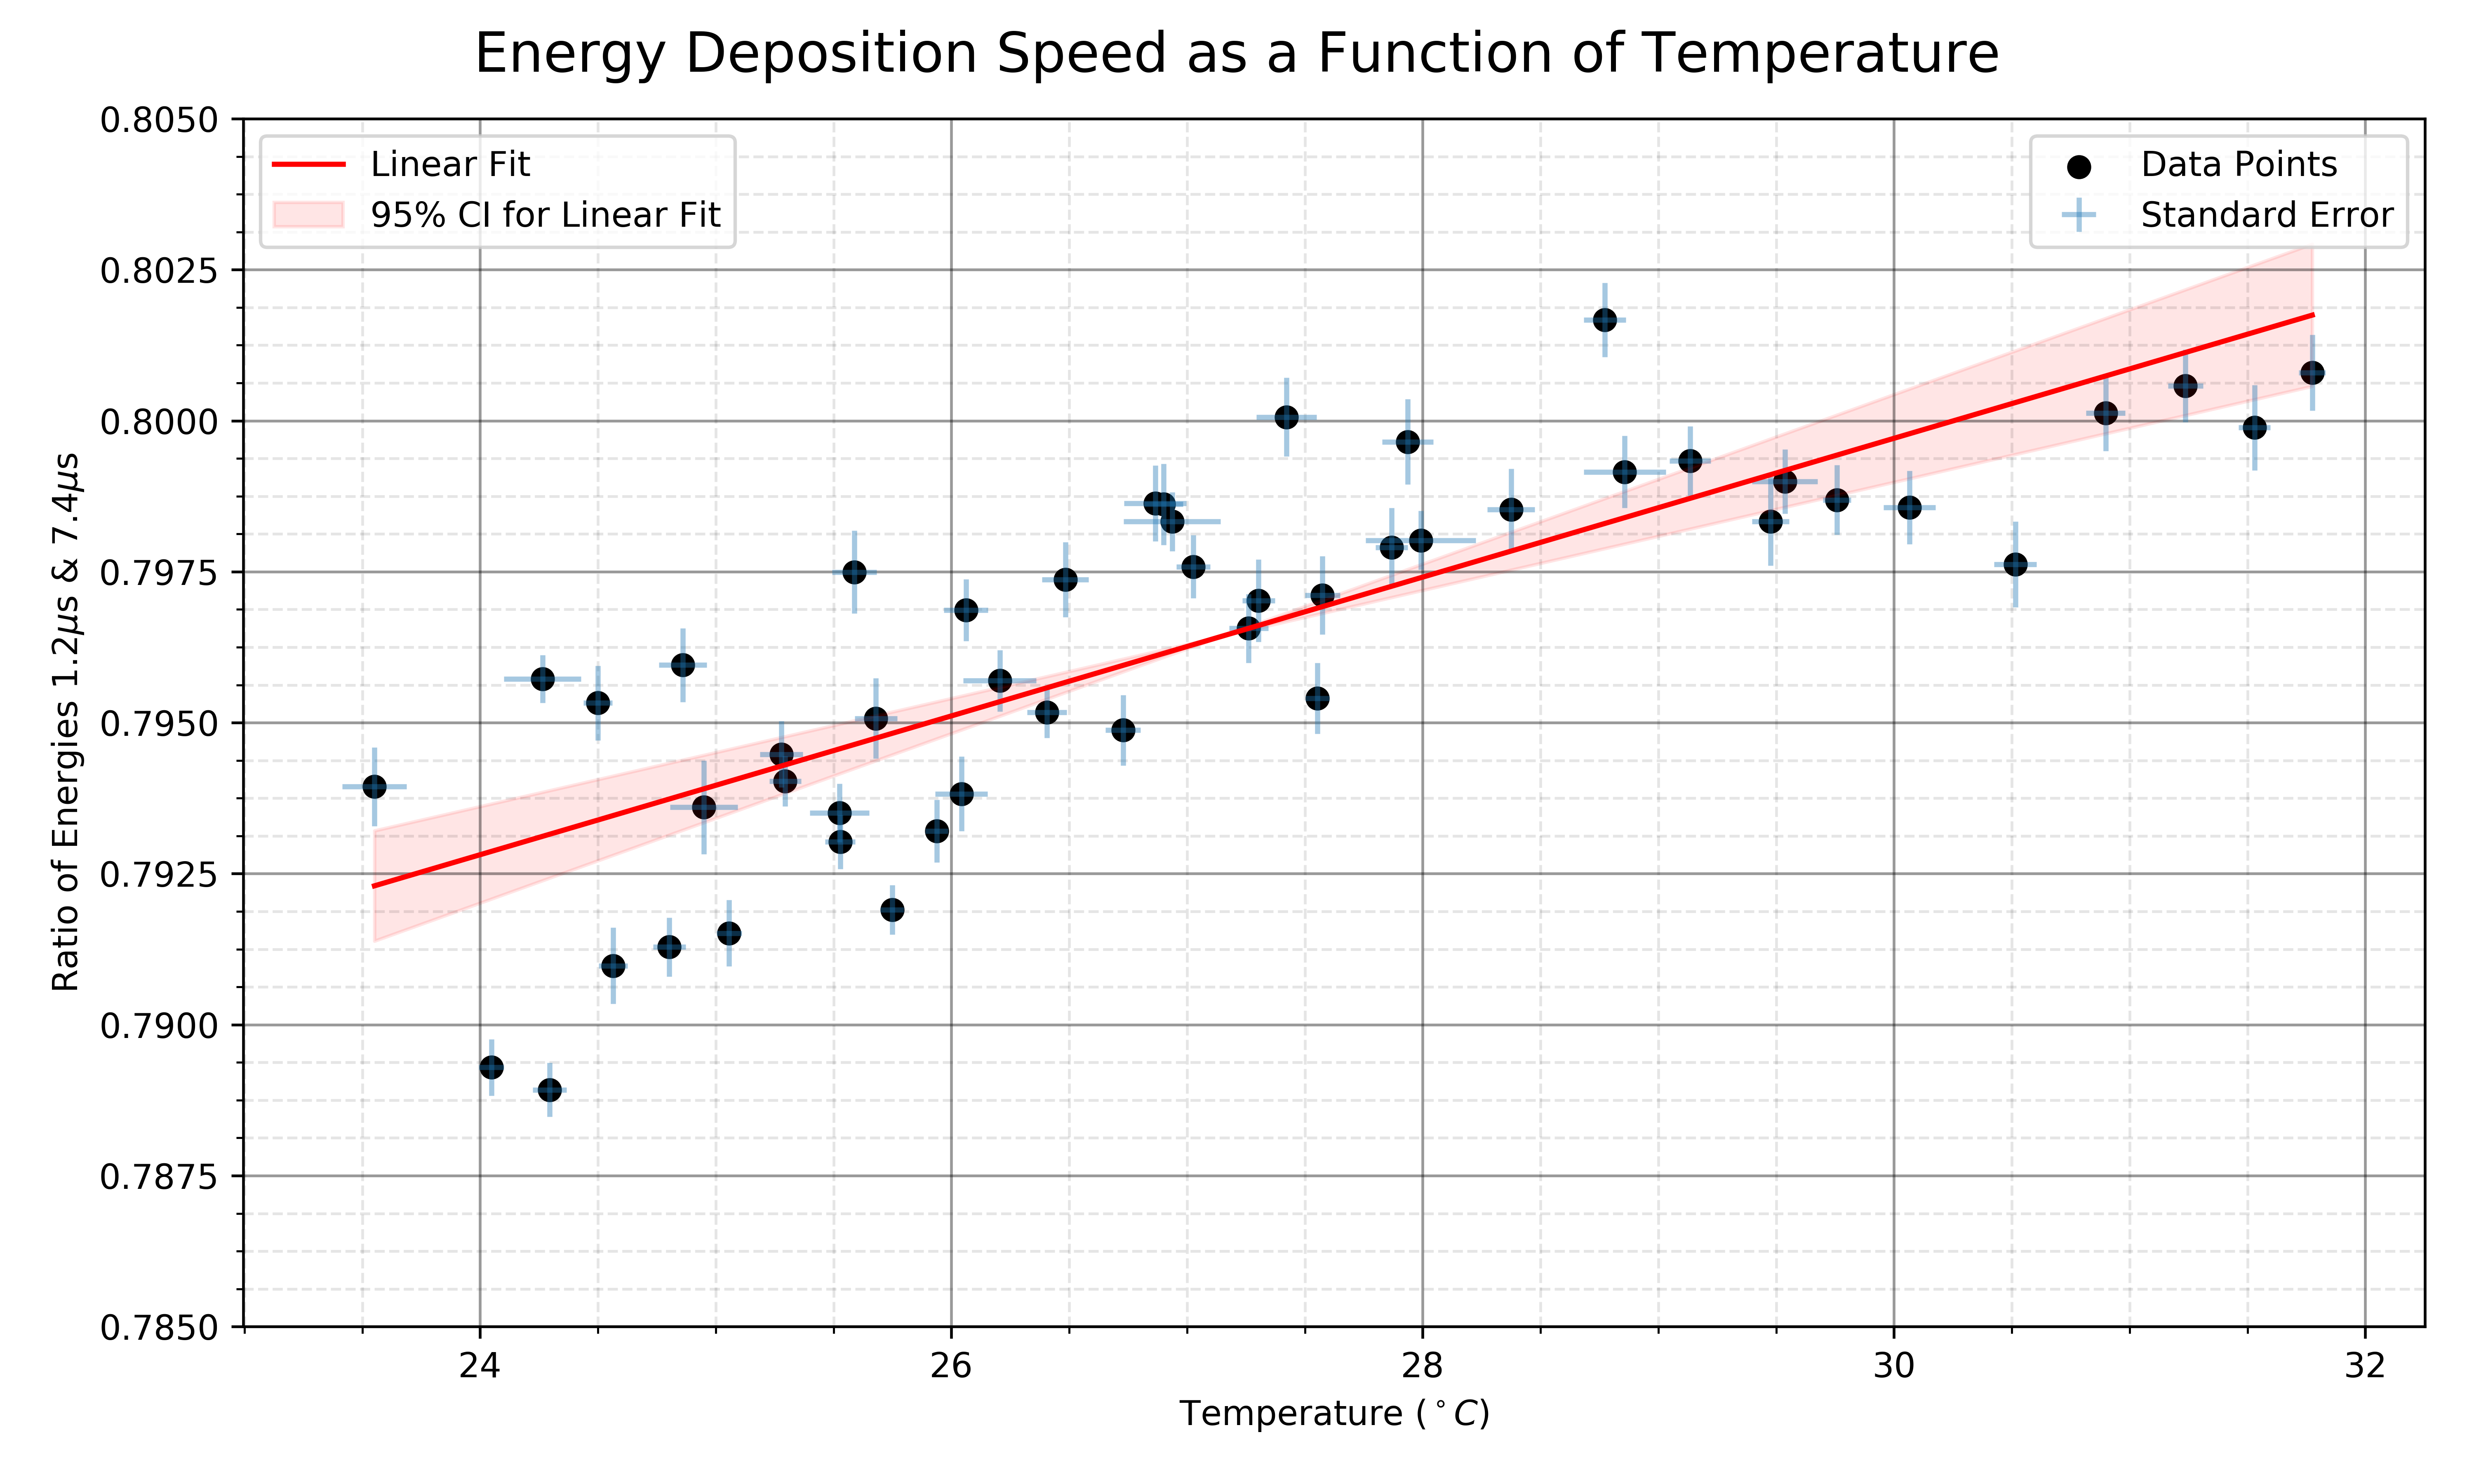 Energy Deposition Speed as a Function of Temperature
Linear Fit
95% CI for Linear Fit
Data Points
Standard Error
Ratio of Energies 1.2μs & 7.4μs
0.8050
0.8025
0.8000
0.7975
0.7950
0.7925
0.7900
0.7875
0.7850
24
26
28
30
32
Temperature (°C)